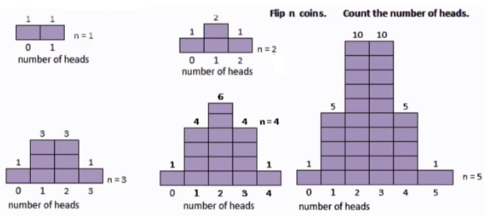 Flip n coins. Count the number of heads.
1 1
n = 1
0 1
number of heads
2
1 1
n = 2
0 1 2
number of heads
3 3
1 1
n = 3
0 1 2 3
number of heads
6
4 4 n = 4
1 1
0 1 2 3 4
number of heads
10 10
5 5
1 1
n = 5
0 1 2 3 4 5
number of heads